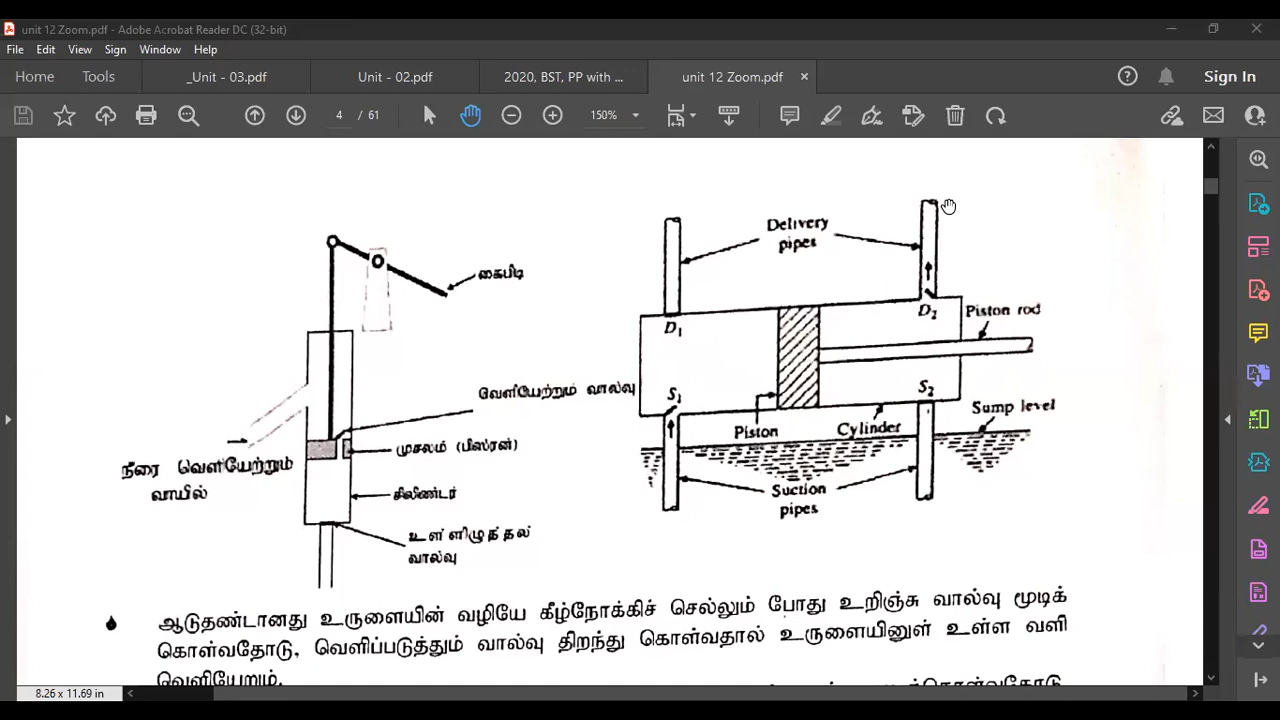 unit 12 Zoom.pdf - Adobe Acrobat Reader DC (32-bit)
File Edit View Sign Window Help
Home Tools _Unit - 03.pdf Unit - 02.pdf 2020, BST, PP with ... unit 12 Zoom.pdf × Sign In
4 / 61 150%
கைபிடி
வெளியேற்றும் வால்வு
முசலம் (பிஸ்ரன்)
நீரை வெளியேற்றும்
வாயில்
சிலிண்டர்
உள்ளிழுத்தல்
வால்வு
Delivery
pipes
D1
D2
Piston rod
S1
S2
Piston
Cylinder
Sump level
Suction
pipes
ஆடுதண்டானது உருளையின் வழியே கீழ்நோக்கிச் செல்லும் போது உறிஞ்சு வால்வு மூடிக்
கொள்வதோடு, வெளிப்படுத்தும் வால்வு திறந்து கொள்வதால் உருளையினுள் உள்ள வளி
வெளியேறும்.
8.26 x 11.69 in